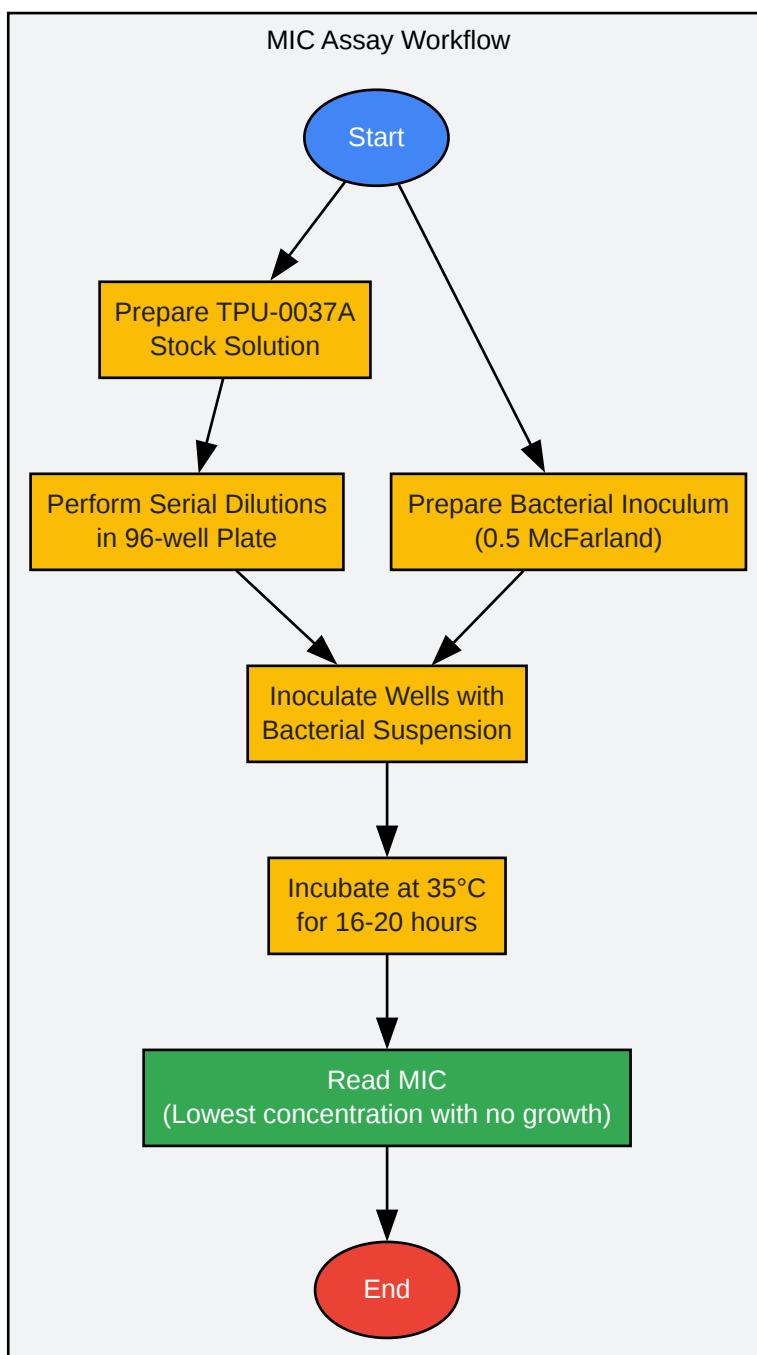 MIC Assay Workflow
Start
Prepare TPU-0037A
Stock Solution
Perform Serial Dilutions
in 96-well Plate
Prepare Bacterial Inoculum
(0.5 McFarland)
Inoculate Wells with
Bacterial Suspension
Incubate at 35°C
for 16-20 hours
Read MIC
(Lowest concentration with no growth)
End